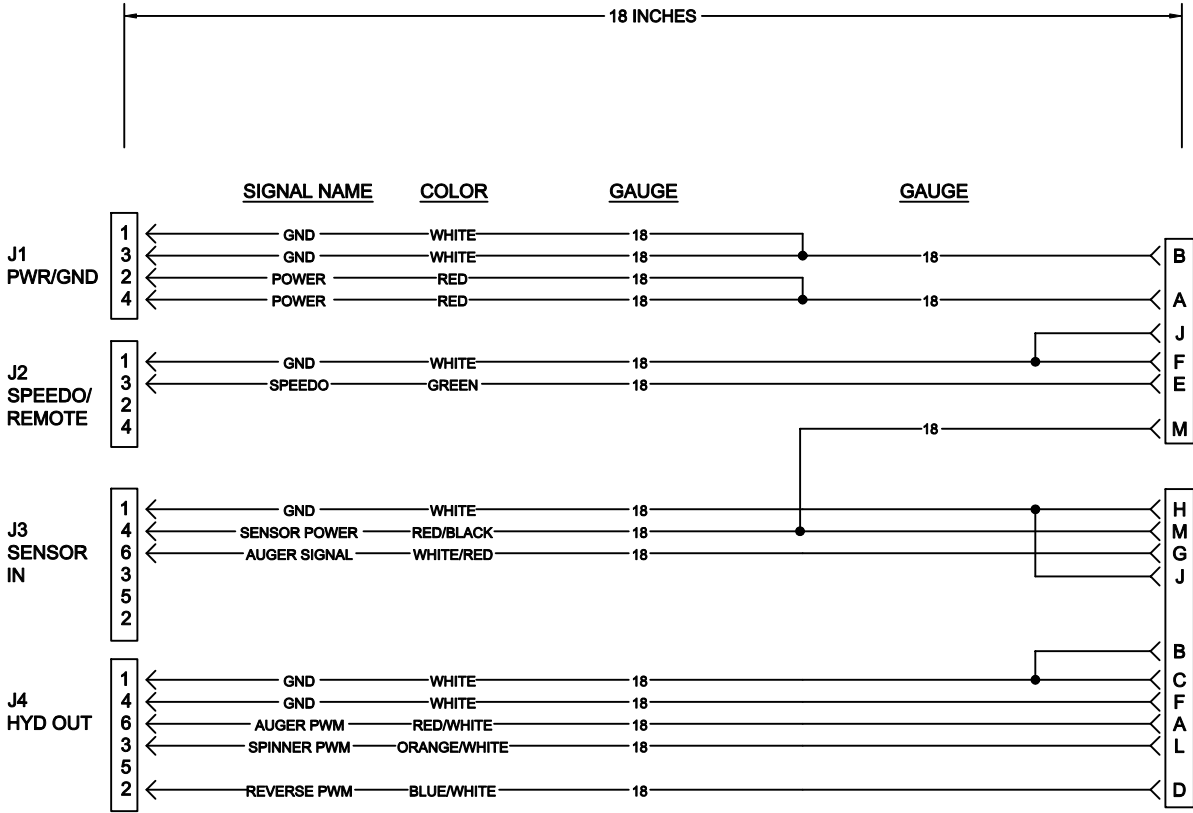 18 INCHES
SIGNAL NAME COLOR GAUGE GAUGE
J1
PWR/GND
1 GND WHITE 18
3 GND WHITE 18 18 B
2 POWER RED 18
4 POWER RED 18 18 A
J
J2
SPEEDO/
REMOTE
1 GND WHITE 18 F
3 SPEEDO GREEN 18 E
2
4 18 M
J3
SENSOR
IN
1 GND WHITE 18 H
4 SENSOR POWER RED/BLACK 18 M
6 AUGER SIGNAL WHITE/RED 18 G
3 J
5
2
B
J4
HYD OUT
1 GND WHITE 18 C
4 GND WHITE 18 F
6 AUGER PWM RED/WHITE 18 A
3 SPINNER PWM ORANGE/WHITE 18 L
5
2 REVERSE PWM BLUE/WHITE 18 D